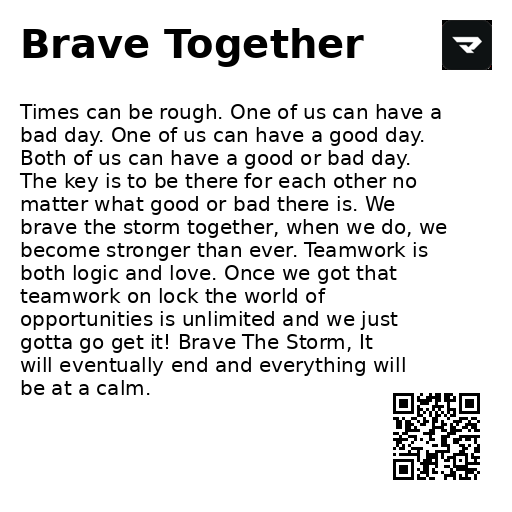 Brave Together
Times can be rough. One of us can have a
bad day. One of us can have a good day.
Both of us can have a good or bad day.
The key is to be there for each other no
matter what good or bad there is. We
brave the storm together, when we do, we
become stronger than ever. Teamwork is
both logic and love. Once we got that
teamwork on lock the world of
opportunities is unlimited and we just
gotta go get it! Brave The Storm, It
will eventually end and everything will
be at a calm.